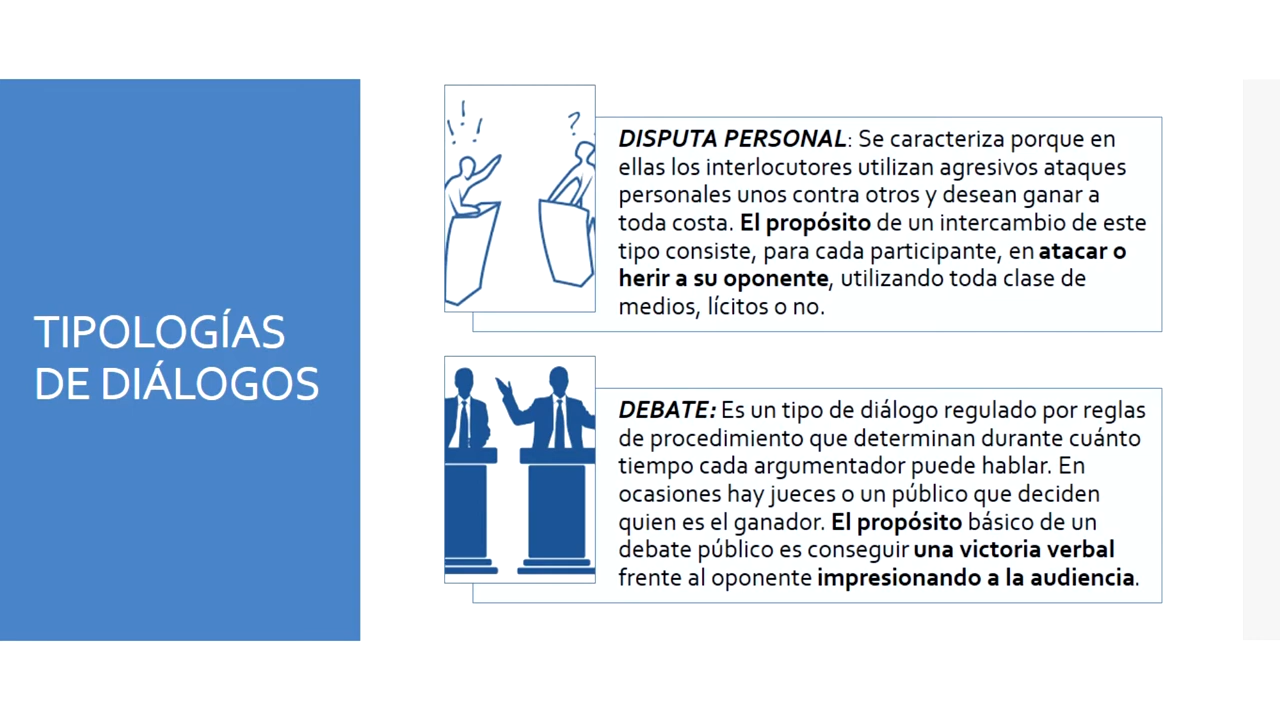 TIPOLOGÍAS
DE DIÁLOGOS
DISPUTA PERSONAL: Se caracteriza porque en
ellas los interlocutores utilizan agresivos ataques
personales unos contra otros y desean ganar a
toda costa. El propósito de un intercambio de este
tipo consiste, para cada participante, en atacar o
herir a su oponente, utilizando toda clase de
medios, lícitos o no.
DEBATE: Es un tipo de diálogo regulado por reglas
de procedimiento que determinan durante cuánto
tiempo cada argumentador puede hablar. En
ocasiones hay jueces o un público que deciden
quien es el ganador. El propósito básico de un
debate público es conseguir una victoria verbal
frente al oponente impresionando a la audiencia.